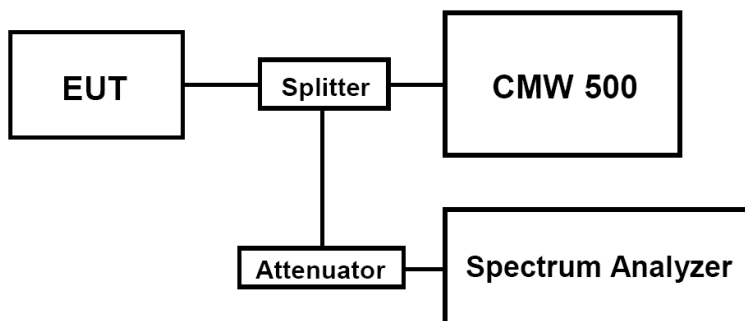 EUT
Splitter
CMW 500
Attenuator
Spectrum Analyzer